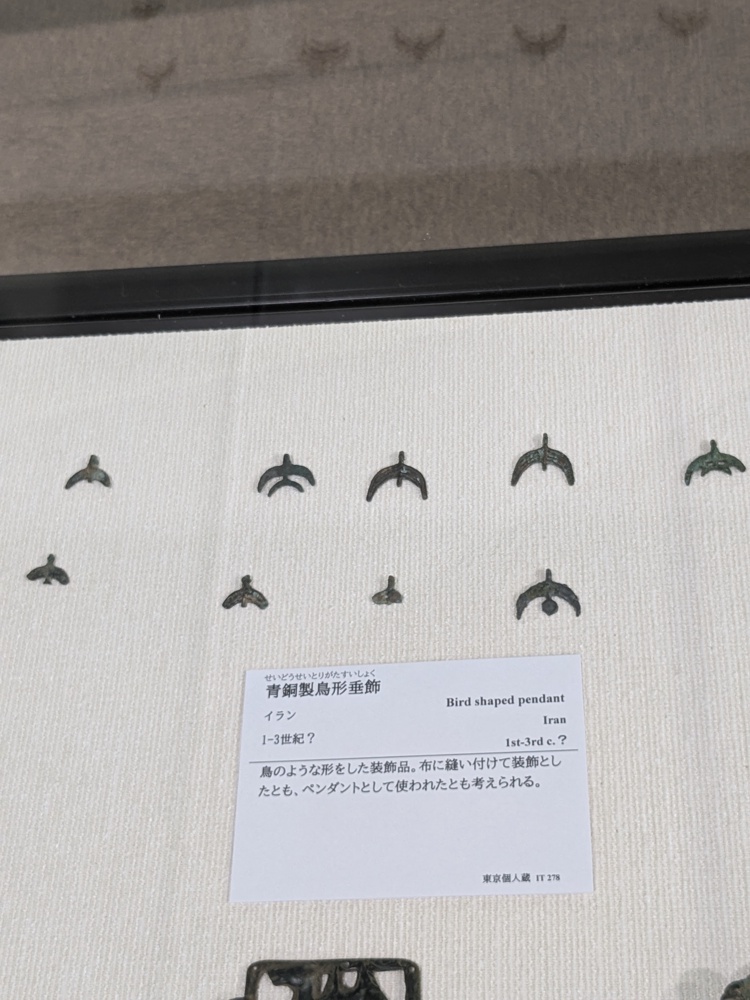 せいどうせいとりがたすいしょく
青銅製鳥形垂飾
Bird shaped pendant
イラン
Iran
1-3世紀？
1st-3rd c.？
鳥のような形をした装飾品。布に縫い付けて装飾とし
たとも、ペンダントとして使われたとも考えられる。
東京個人蔵 IT 278